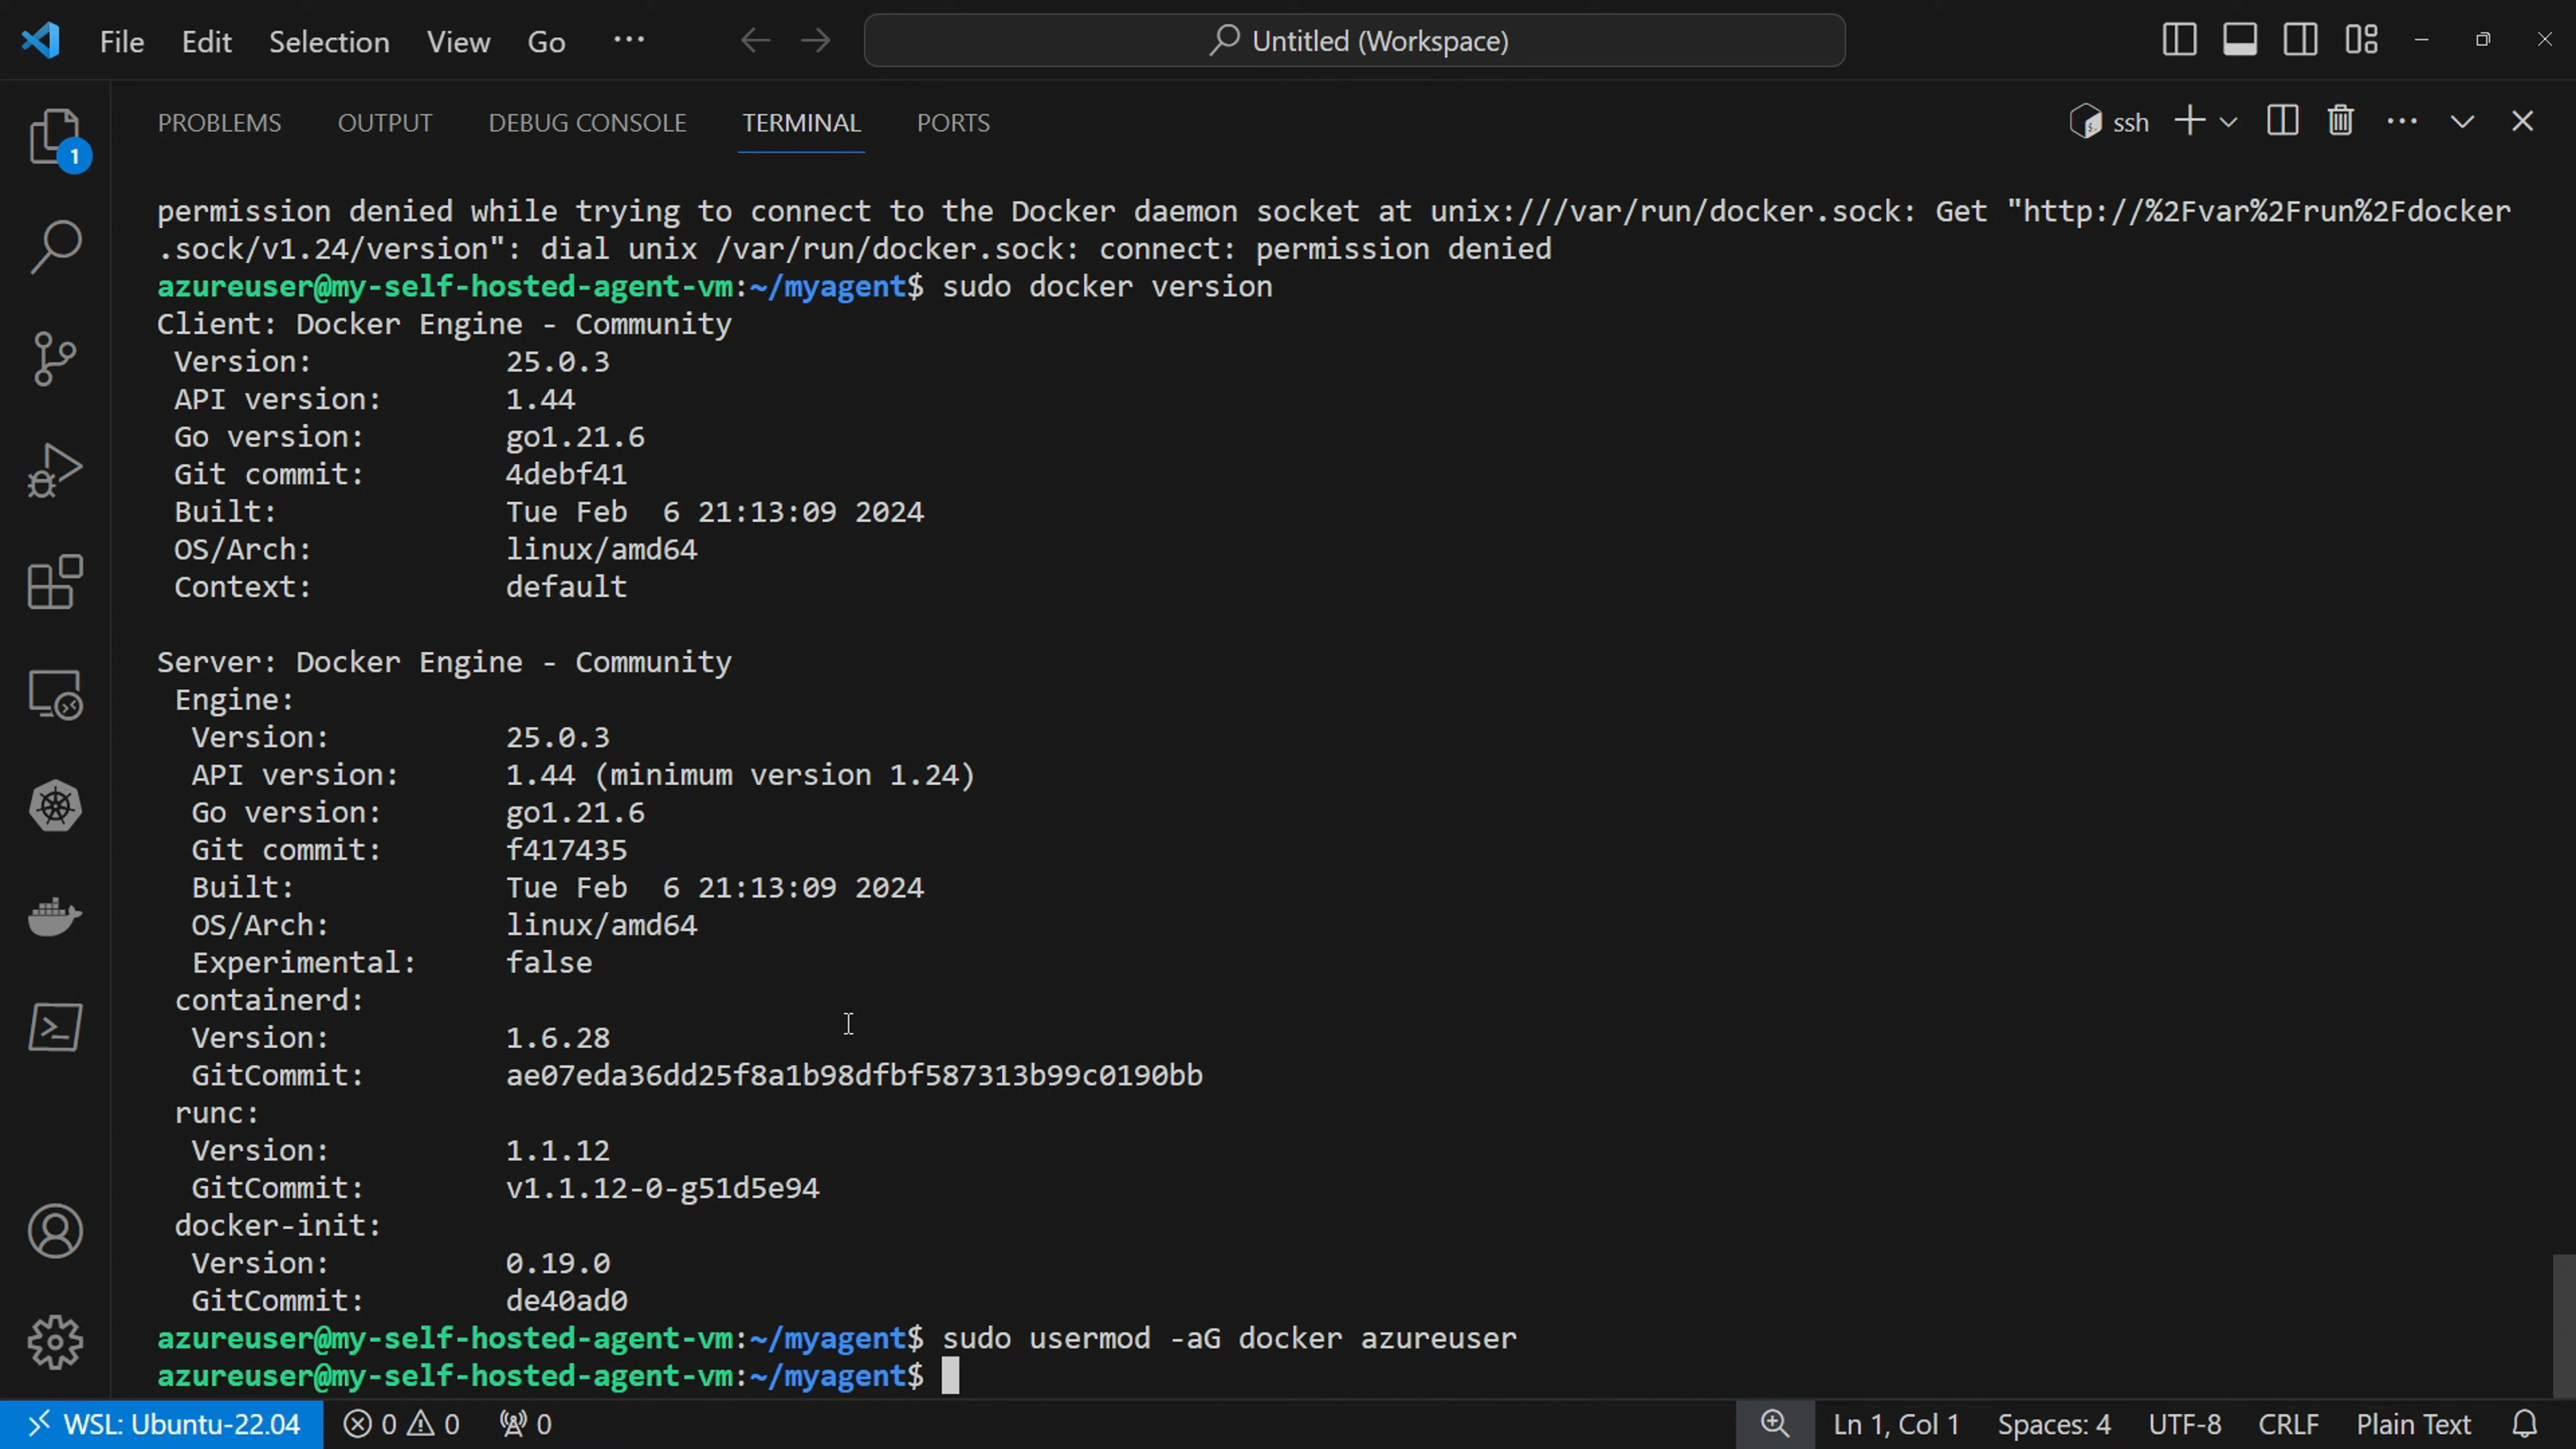 File Edit Selection View Go ··· Untitled (Workspace)
PROBLEMS OUTPUT DEBUG CONSOLE TERMINAL PORTS ssh
1
permission denied while trying to connect to the Docker daemon socket at unix:///var/run/docker.sock: Get "http://%2Fvar%2Frun%2Fdocker
.sock/v1.24/version": dial unix /var/run/docker.sock: connect: permission denied
azureuser@my-self-hosted-agent-vm:~/myagent$ sudo docker version
Client: Docker Engine - Community
Version: 25.0.3
API version: 1.44
Go version: go1.21.6
Git commit: 4debf41
Built: Tue Feb  6 21:13:09 2024
OS/Arch: linux/amd64
Context: default
Server: Docker Engine - Community
Engine:
Version: 25.0.3
API version: 1.44 (minimum version 1.24)
Go version: go1.21.6
Git commit: f417435
Built: Tue Feb  6 21:13:09 2024
OS/Arch: linux/amd64
Experimental: false
containerd:
Version: 1.6.28
GitCommit: ae07eda36dd25f8a1b98dfbf587313b99c0190bb
runc:
Version: 1.1.12
GitCommit: v1.1.12-0-g51d5e94
docker-init:
Version: 0.19.0
GitCommit: de40ad0
azureuser@my-self-hosted-agent-vm:~/myagent$ sudo usermod -aG docker azureuser
azureuser@my-self-hosted-agent-vm:~/myagent$
WSL: Ubuntu-22.04 0 0 0 Ln 1, Col 1 Spaces: 4 UTF-8 CRLF Plain Text